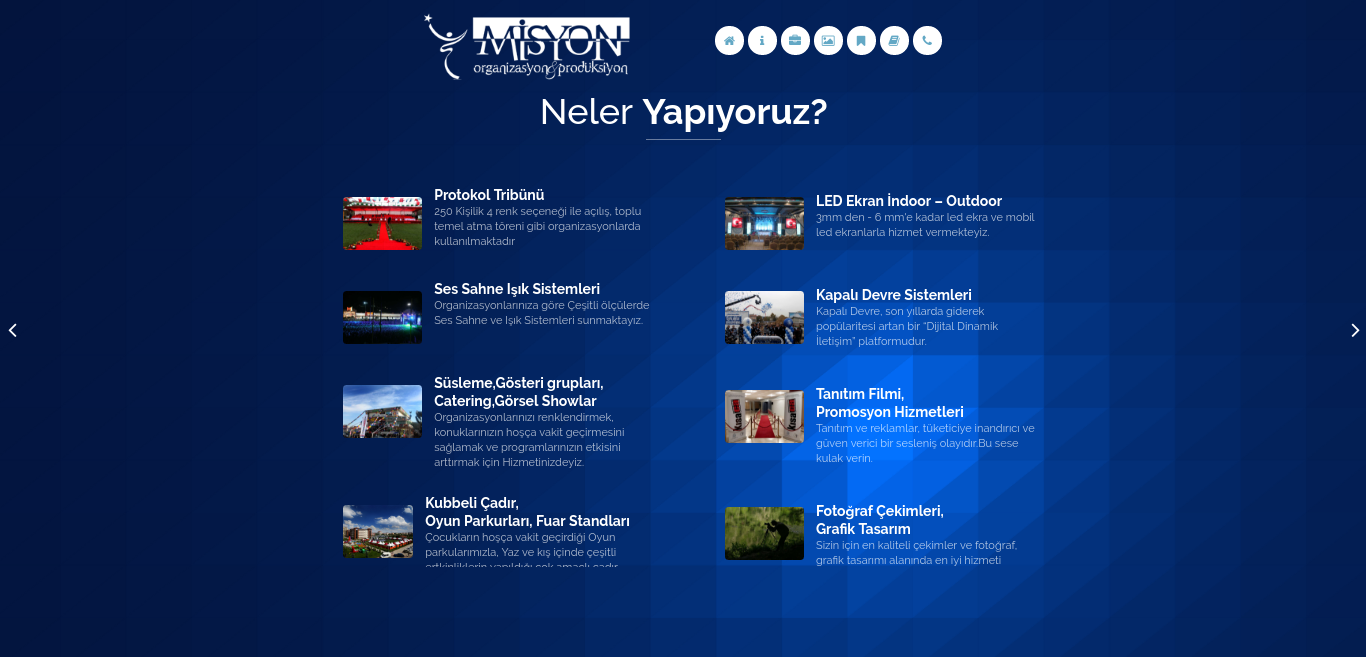 MİSYON
organizasyon&prodüksiyon
Neler Yapıyoruz?
Protokol Tribünü
250 Kişilik 4 renk seçeneği ile açılış, toplu
temel atma töreni gibi organizasyonlarda
kullanılmaktadır
LED Ekran İndoor – Outdoor
3mm den - 6 mm'e kadar led ekra ve mobil
led ekranlarla hizmet vermekteyiz.
Ses Sahne Işık Sistemleri
Organizasyonlarınıza göre Çeşitli ölçülerde
Ses Sahne ve Işık Sistemleri sunmaktayız.
Kapalı Devre Sistemleri
Kapalı Devre, son yıllarda giderek
popülaritesi artan bir “Dijital Dinamik
İletişim” platformudur.
Süsleme,Gösteri grupları,
Catering,Görsel Showlar
Organizasyonlarınızı renklendirmek,
konuklarınızın hoşça vakit geçirmesini
sağlamak ve programlarınızın etkisini
arttırmak için Hizmetinizdeyiz.
Tanıtım Filmi,
Promosyon Hizmetleri
Tanıtım ve reklamlar, tüketiciye inandırıcı ve
güven verici bir sesleniş olayıdır.Bu sese
kulak verin.
Kubbeli Çadır,
Oyun Parkurları, Fuar Standları
Çocukların hoşça vakit geçirdiği Oyun
parkurlarımızla, Yaz ve kış içinde çeşitli
ertkinliklerin yapıldığı çok amaçlı çadır
Fotoğraf Çekimleri,
Grafik Tasarım
Sizin için en kaliteli çekimler ve fotoğraf,
grafik tasarımı alanında en iyi hizmeti